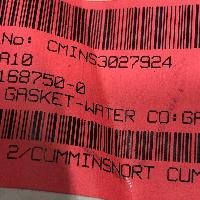 No: CMINS3027924
A10
168750-0
GASKET-WATER CO:GA
2/CUMMINSNORT CUM